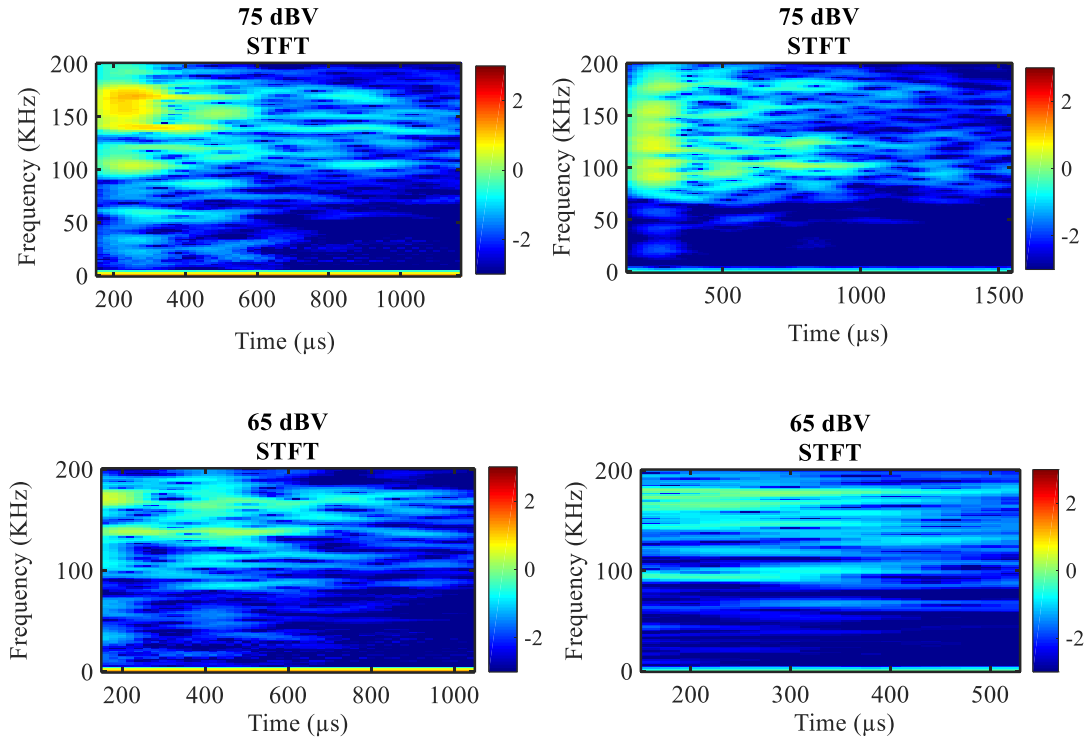 75 dBV
STFT
200
150
100
50
0
Frequency (KHz)
200 400 600 800 1000
Time (µs)
2
0
-2
75 dBV
STFT
200
150
100
50
0
Frequency (KHz)
500 1000 1500
Time (µs)
2
0
-2
65 dBV
STFT
200
100
0
Frequency (KHz)
200 400 600 800 1000
Time (µs)
2
0
-2
65 dBV
STFT
200
100
0
Frequency (KHz)
200 300 400 500
Time (µs)
2
0
-2